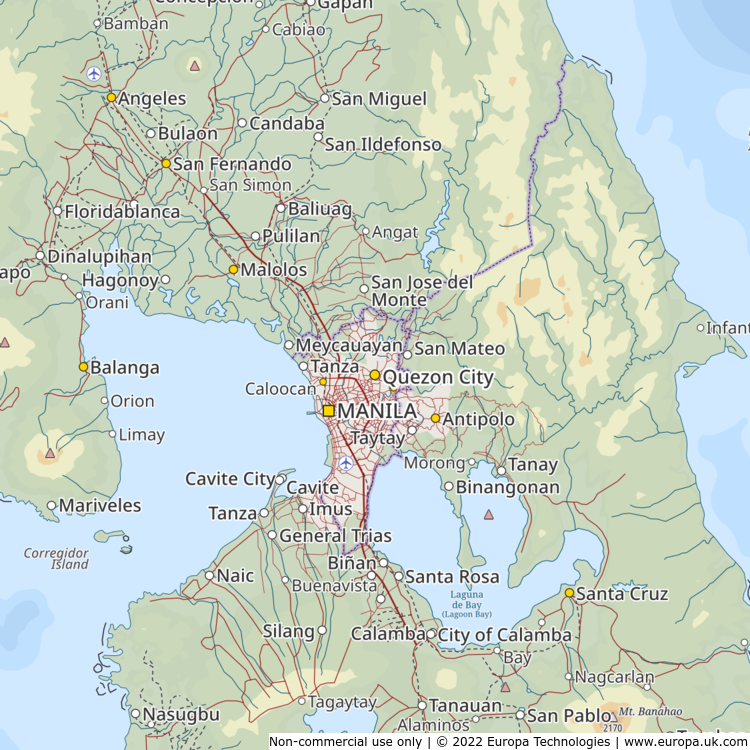 Concepcion
Gapan
Bamban
Cabiao
Angeles
San Miguel
Candaba
Bulaon
San Ildefonso
San Fernando
San Simon
Floridablanca
Baliuag
Angat
Pulilan
Dinalupihan
Malolos
apo
Hagonoy
San Jose del
Monte
Orani
Infant
Meycauayan
San Mateo
Tanza
Balanga
Quezon City
Caloocan
Orion
MANILA
Antipolo
Limay
Taytay
Morong
Tanay
Cavite City
Cavite
Binangonan
Mariveles
Tanza
Imus
General Trias
Corregidor
Island
Biñan
Naic
Santa Rosa
Buenavista
Laguna
de Bay
(Lagoon Bay)
Santa Cruz
Silang
Calamba
City of Calamba
Bay
Nagcarlan
Tagaytay
Tanauan
Nasugbu
San Pablo
Mt. Banahao
2170
Alaminos
Non-commercial use only | © 2022 Europa Technologies | www.europa.uk.com